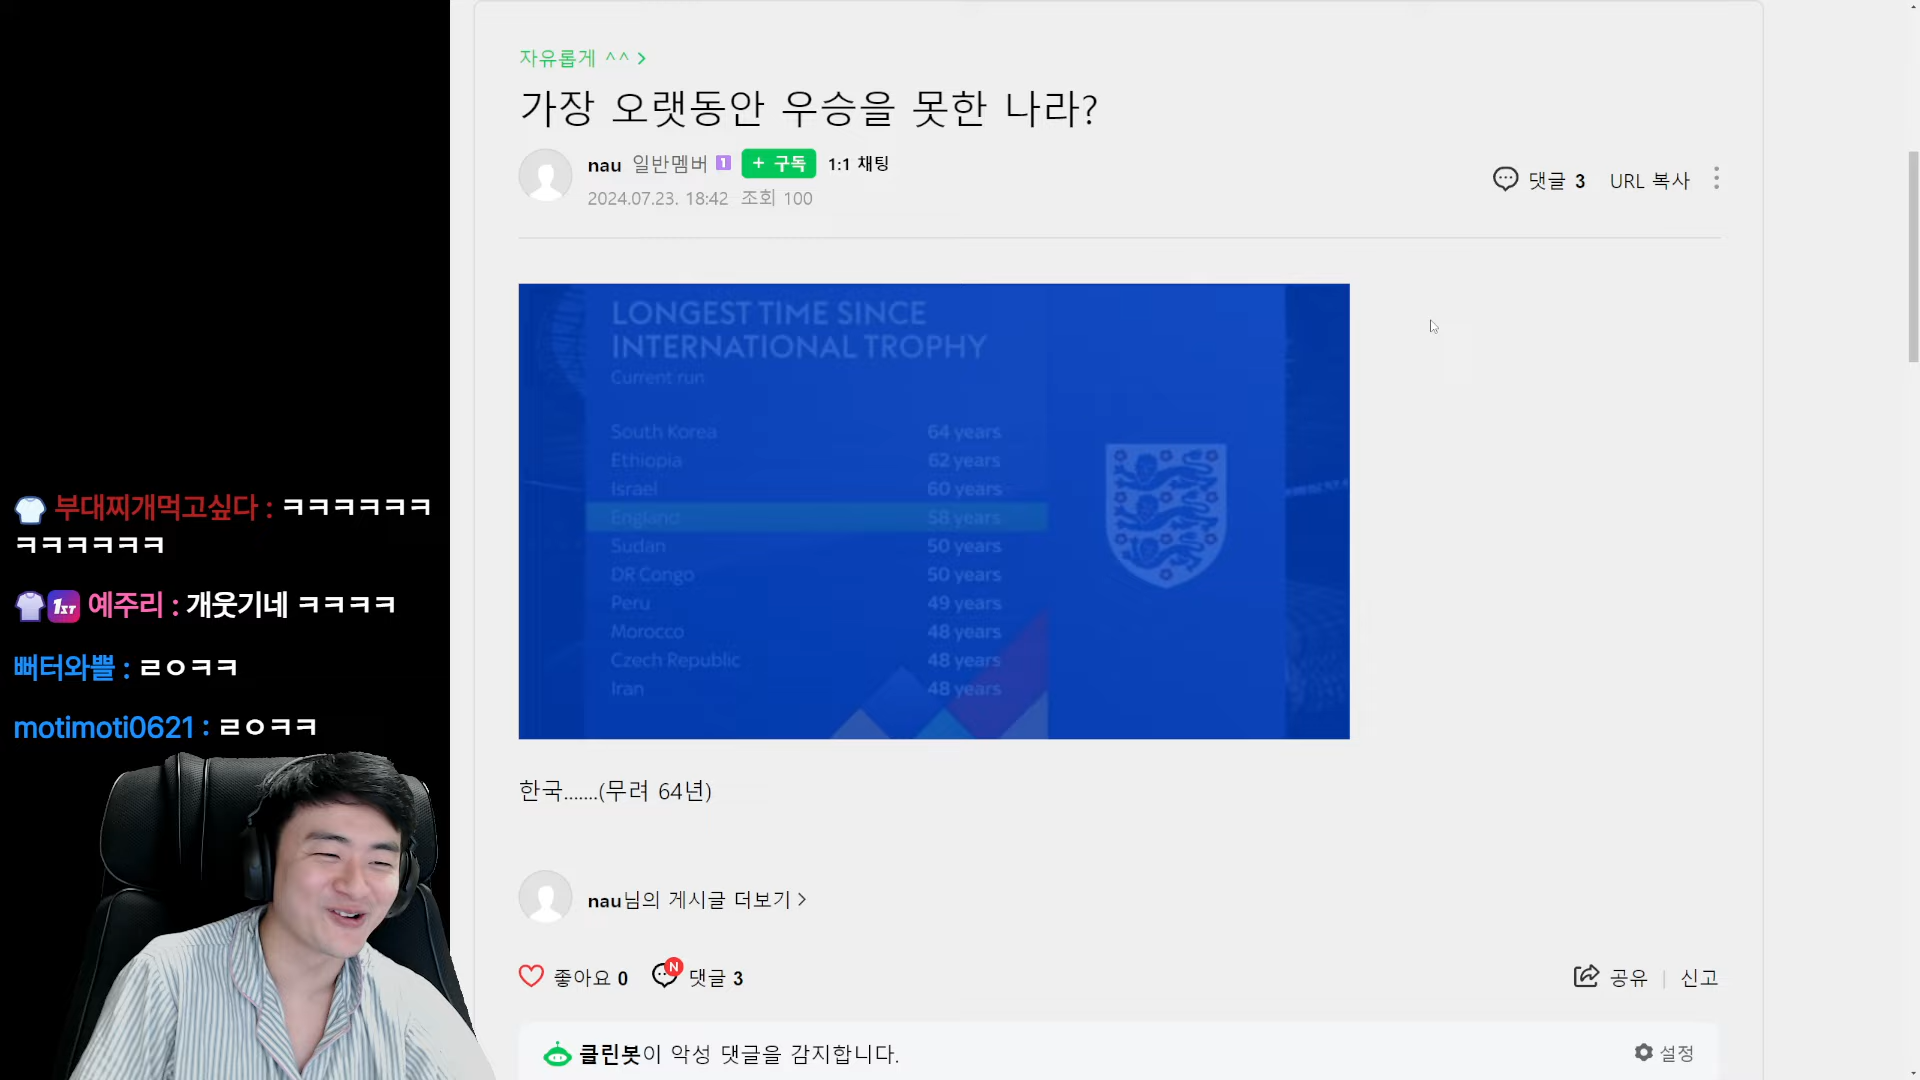 자유롭게 ^^ >
가장 오랫동안 우승을 못한 나라?
nau 일반멤버 1 + 구독 1:1 채팅
2024.07.23. 18:42 조회 100
댓글 3 URL 복사
LONGEST TIME SINCE
INTERNATIONAL TROPHY
Current run
South Korea 64 years
Ethiopia 62 years
Israel 60 years
England 58 years
Sudan 50 years
DR Congo 50 years
Peru 49 years
Morocco 48 years
Czech Republic 48 years
Iran 48 years
한국.......(무려 64년)
nau님의 게시글 더보기 >
좋아요 0 N 댓글 3
공유 | 신고
클린봇이 악성 댓글을 감지합니다.
설정
부대찌개먹고싶다 : ㅋㅋㅋㅋㅋㅋ
ㅋㅋㅋㅋㅋㅋ
1ST 예주리 : 개웃기네 ㅋㅋㅋㅋ
뻐터와쁠 : ㄹㅇㅋㅋ
motimoti0621 : ㄹㅇㅋㅋ